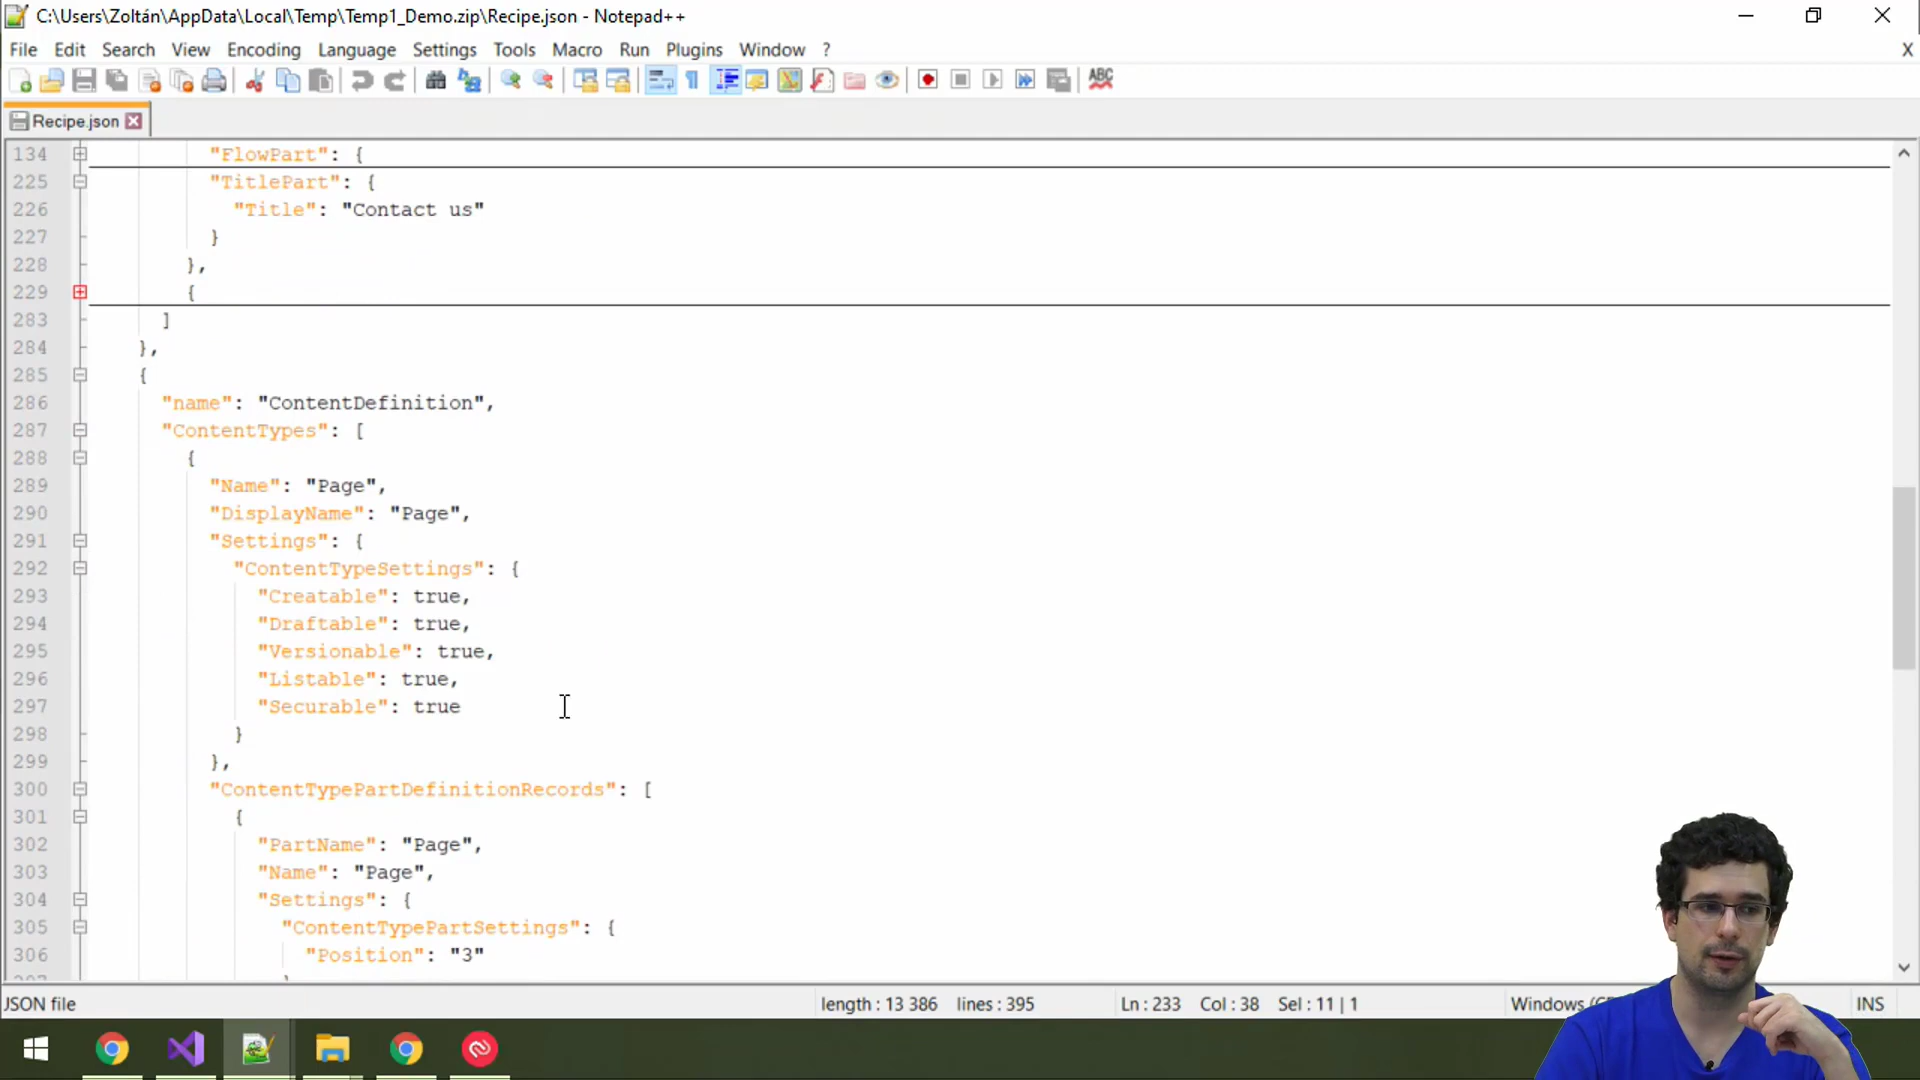 C:\Users\Zoltán\AppData\Local\Temp\Temp1_Demo.zip\Recipe.json - Notepad++
File Edit Search View Encoding Language Settings Tools Macro Run Plugins Window ? X
ABC
Recipe.json
134 "FlowPart": {
225 "TitlePart": {
226 "Title": "Contact us"
227 }
228 },
229 {
283 ]
284 },
285 {
286 "name": "ContentDefinition",
287 "ContentTypes": [
288 {
289 "Name": "Page",
290 "DisplayName": "Page",
291 "Settings": {
292 "ContentTypeSettings": {
293 "Creatable": true,
294 "Draftable": true,
295 "Versionable": true,
296 "Listable": true,
297 "Securable": true
298 }
299 },
300 "ContentTypePartDefinitionRecords": [
301 {
302 "PartName": "Page",
303 "Name": "Page",
304 "Settings": {
305 "ContentTypePartSettings": {
306 "Position": "3"
JSON file length : 13 386 lines : 395 Ln : 233 Col : 38 Sel : 11 | 1 Windows INS